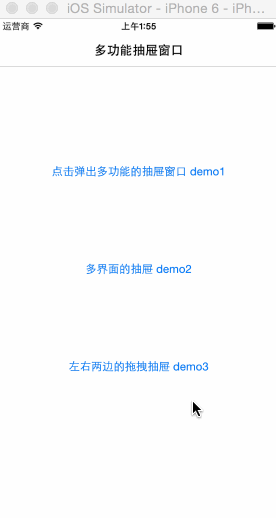 iOS Simulator - iPhone 6 - iPh...
运营商 上午1:55
多功能抽屉窗口
点击弹出多功能的抽屉窗口 demo1
多界面的抽屉 demo2
左右两边的拖拽抽屉 demo3